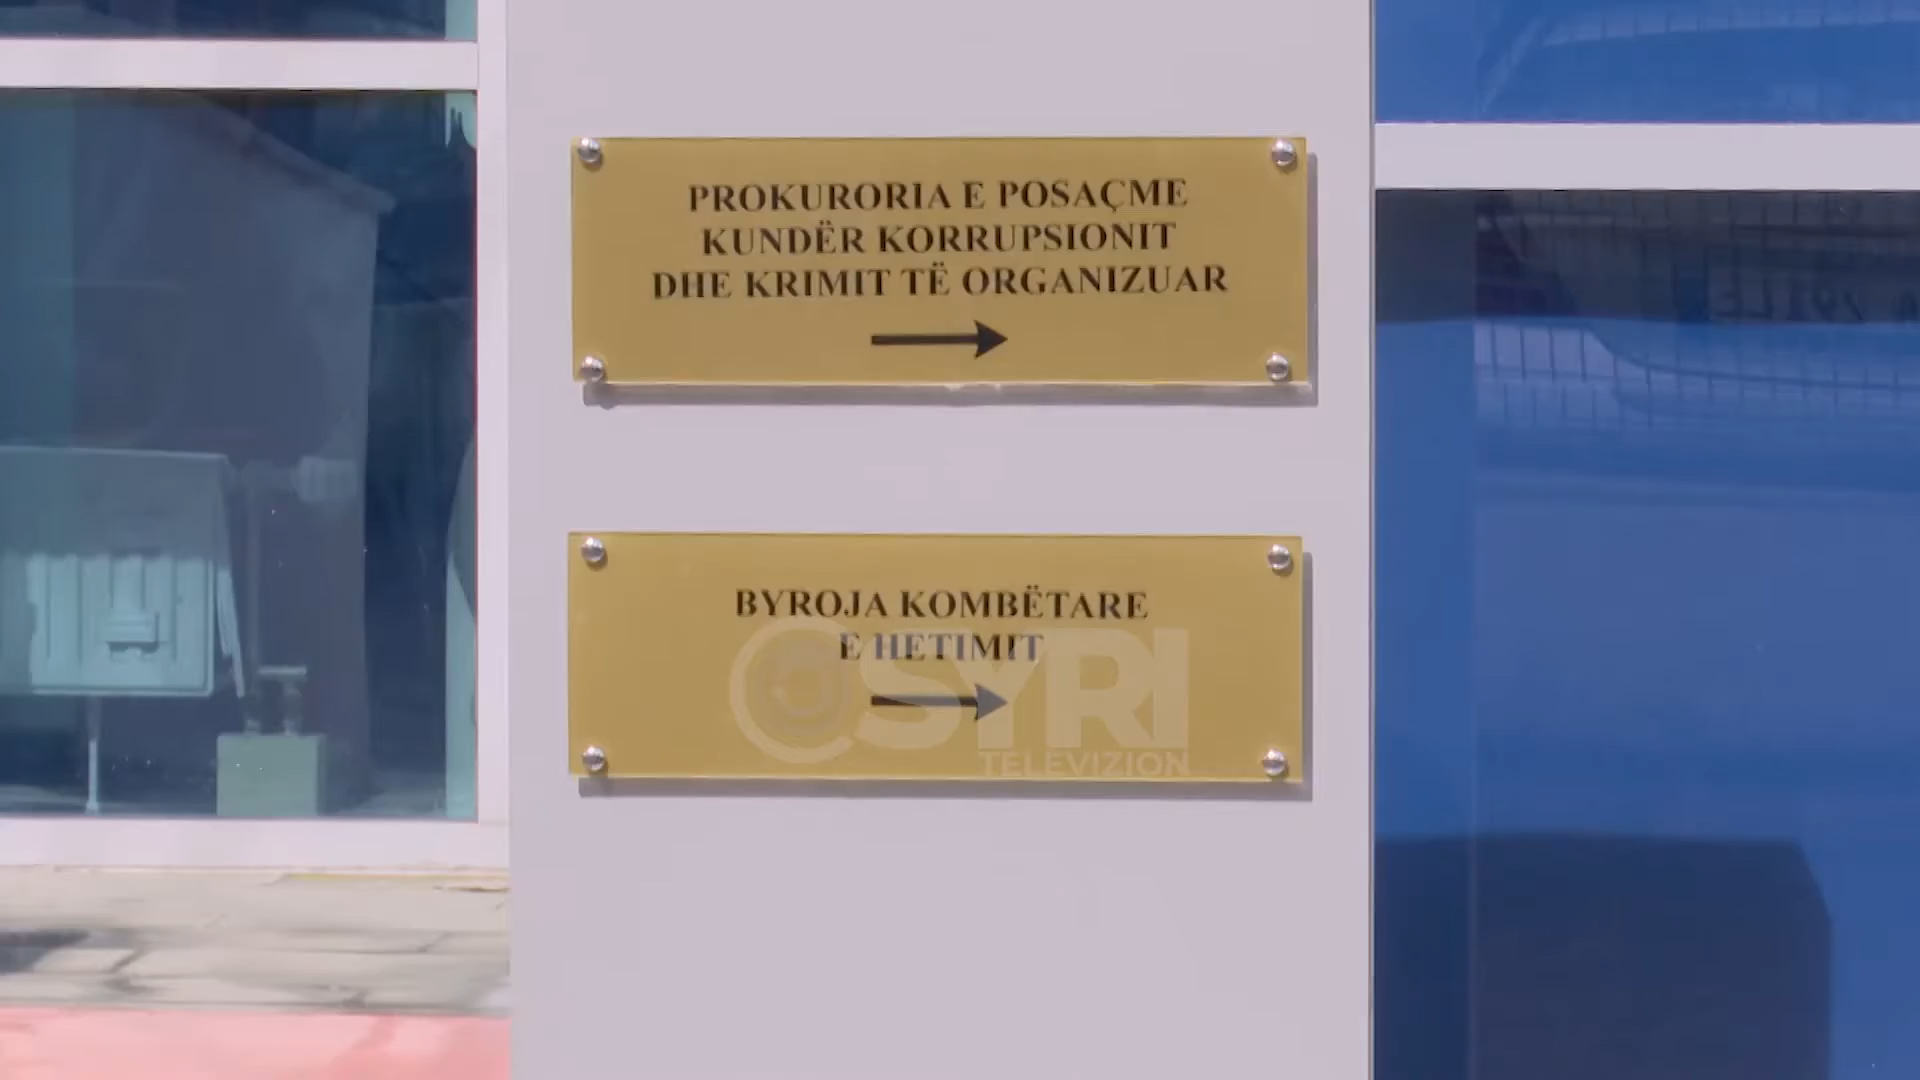 PROKURORIA E POSAÇME
KUNDËR KORRUPSIONIT
DHE KRIMIT TË ORGANIZUAR
BYROJA KOMBËTARE
E HETIMIT
SYRI
TELEVIZION